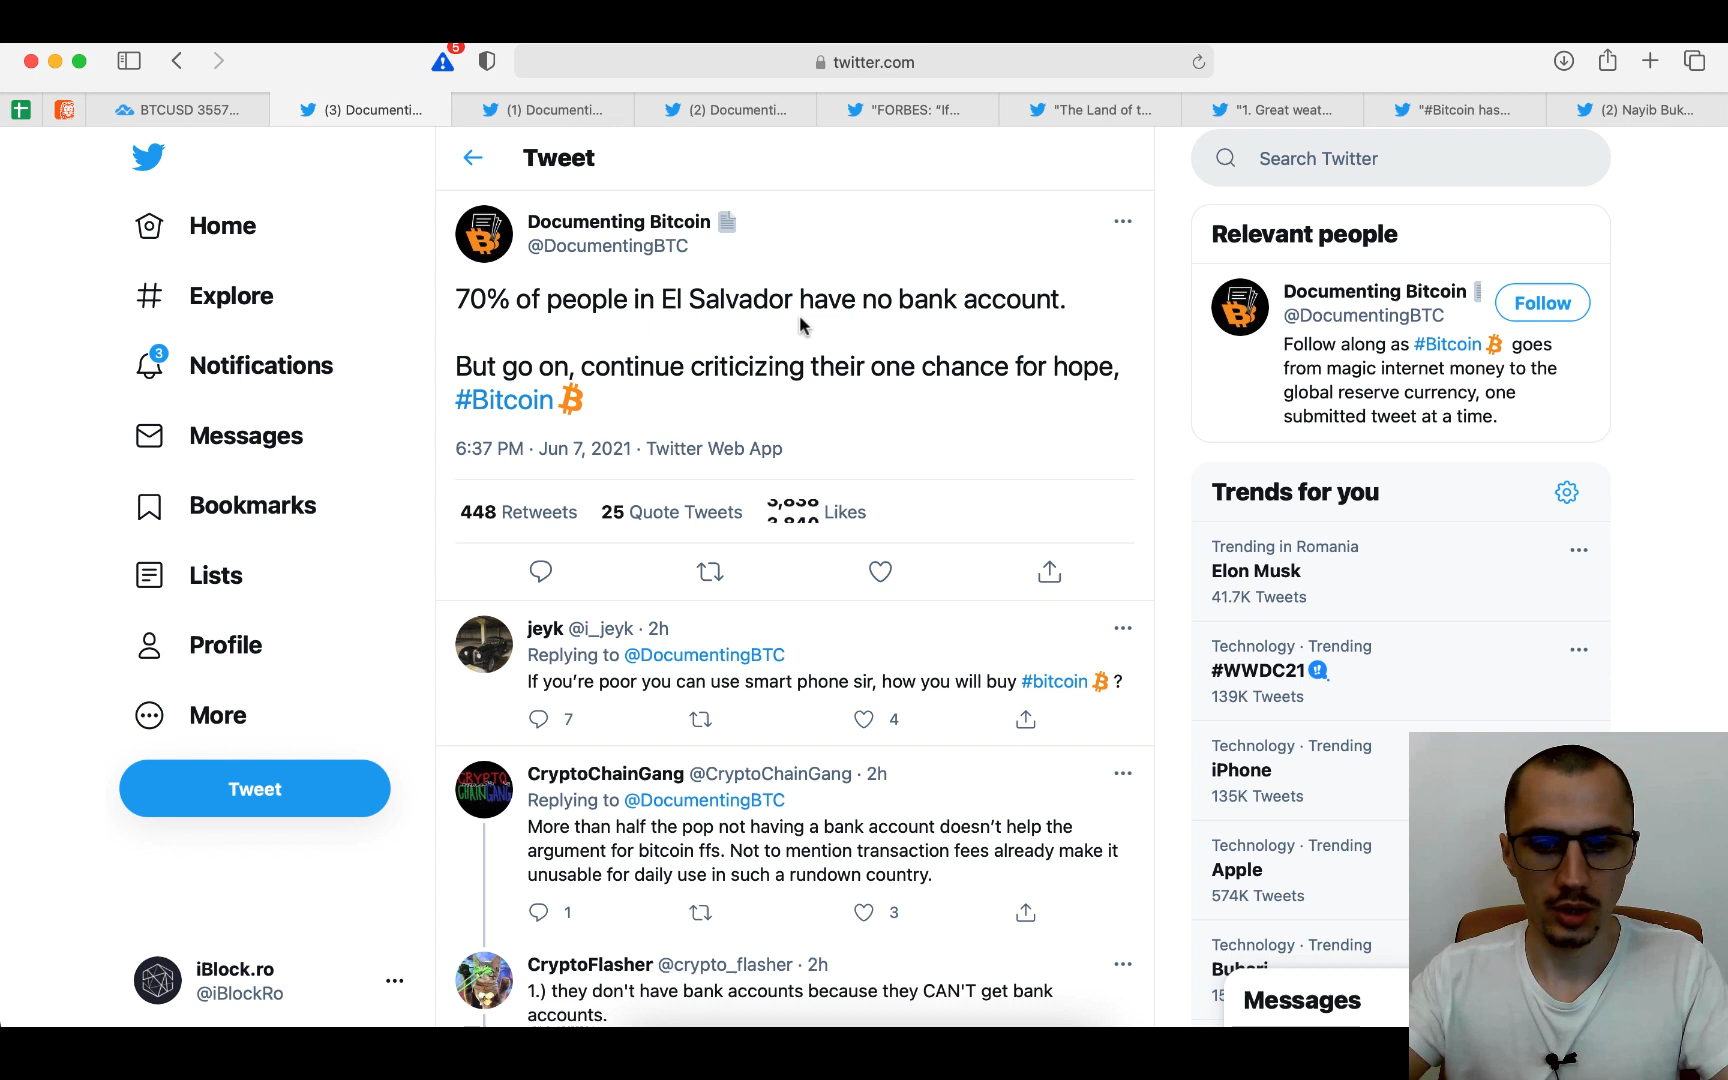 5
twitter.com
BTCUSD 3557...
(3) Documenti...
(1) Documenti...
(2) Documenti...
"FORBES: "If...
"The Land of t...
"1. Great weat...
"#Bitcoin has...
(2) Nayib Buk...
Home
Explore
3
Notifications
Messages
Bookmarks
Lists
Profile
More
Tweet
iBlock.ro
@iBlockRo
Tweet
Documenting Bitcoin
@DocumentingBTC
70% of people in El Salvador have no bank account.
But go on, continue criticizing their one chance for hope,
#Bitcoin
6:37 PM · Jun 7, 2021 · Twitter Web App
448 Retweets 25 Quote Tweets Likes
jeyk @i_jeyk · 2h
Replying to @DocumentingBTC
If you're poor you can use smart phone sir, how you will buy #bitcoin ?
7 4
CryptoChainGang @CryptoChainGang · 2h
Replying to @DocumentingBTC
More than half the pop not having a bank account doesn't help the
argument for bitcoin ffs. Not to mention transaction fees already make it
unusable for daily use in such a rundown country.
1 3
CryptoFlasher @crypto_flasher · 2h
1.) they don't have bank accounts because they CAN'T get bank
accounts.
Search Twitter
Relevant people
Documenting Bitcoin
@DocumentingBTC
Follow
Follow along as #Bitcoin goes
from magic internet money to the
global reserve currency, one
submitted tweet at a time.
Trends for you
Trending in Romania
Elon Musk
41.7K Tweets
Technology · Trending
#WWDC21
139K Tweets
Technology · Trending
iPhone
135K Tweets
Technology · Trending
Apple
574K Tweets
Technology · Trending
Messages